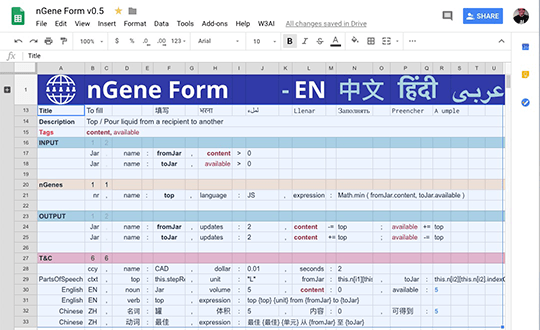 nGene Form v0.5
File Edit View Insert Format Data Tools Add-ons Help W3AI All changes saved in Drive
SHARE
100% $ % .0 .00 123 Arial 10 B I S A
fx Title
A B C D E F G H I J K L M N O P Q R S T U
1 nGene Form - EN 中文 हिंदी عربى
13 Title To fill 填写 भरना ملء Llenar Заполнять Preencher A umple
14 Description Top / Pour liquid from a recipient to another
15 Tags content, available
16 INPUT 1 2
17 Jar name : fromJar , content > 0
18 Jar name : toJar , available > 0
19
20 nGenes 1 1
21 nr , name : top , language : JS , expression : Math.min ( fromJar.content, toJar.available )
22
23 OUTPUT 1 2
24 Jar name : fromJar , updates : 2 , content -= top ; available += top
25 Jar name : toJar , updates : 2 , content += top ; available -= top
26
27 T&C 6 6
28 ccy , name : CAD , dollar : 0.01 , seconds : 2
PartsOfSpeech ctxt , top : this.stepR , unit : "L" , fromJar : this.n[i1][this , toJar : this.n[i2][this.n[i2].indexO
30 English EN , noun : Jar , volume : 5 , content : 0 , available : 5
31 English EN , verb : top , expression : top {top} {unit} from {fromJar} to {toJar}
32 Chinese ZH , 名词 : 罐 , 体积 : 5 , 内容 : 0 , 可得到 : 5
33 Chinese ZH , 动词 : 最佳 , expression : 最佳 {最佳} {单元} 从 {fromJar} 至 {toJar}